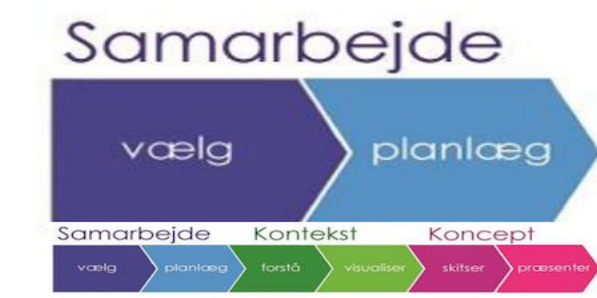 Samarbejde
vælg planlæg
Samarbejde Kontekst Koncept
vælg planlæg forstå visualiser skitser præsenter